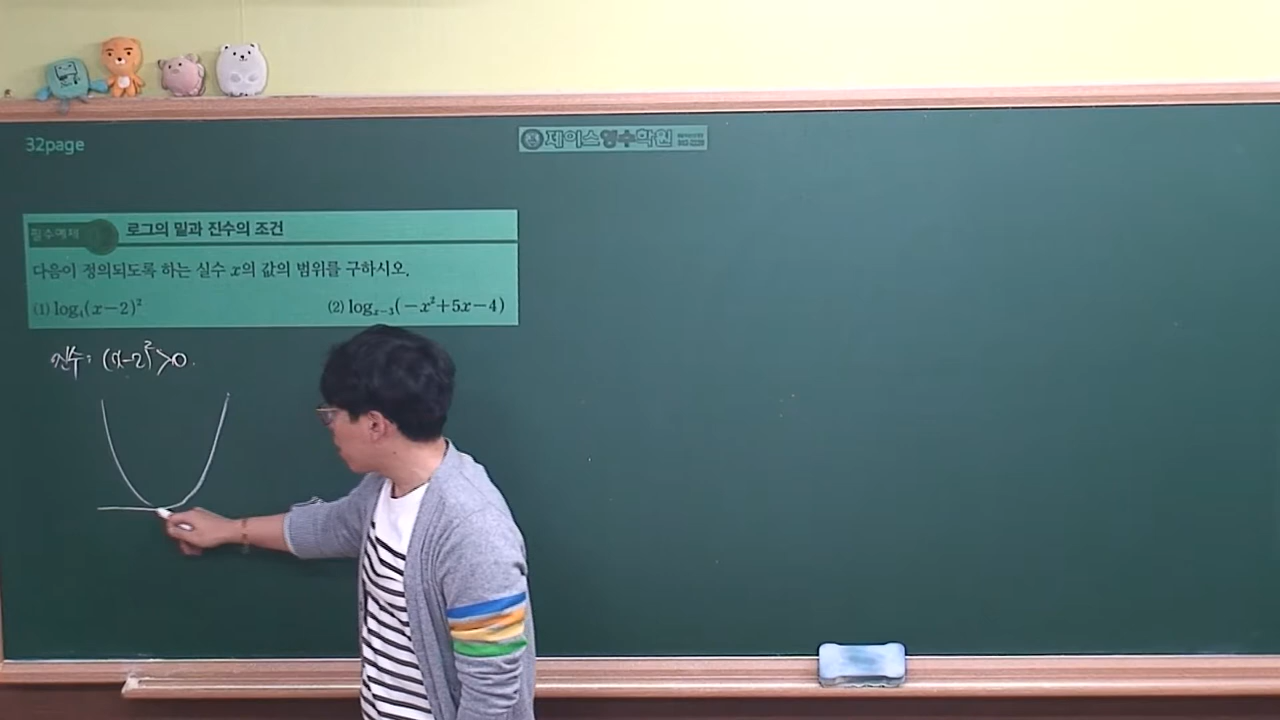 32page
제이스영수학원
필수예제 로그의 밑과 진수의 조건
다음이 정의되도록 하는 실수 x의 값의 범위를 구하시오.
(1) log₄(x−2)² (2) logₓ₋₃(−x²+5x−4)
진수: (x-2)²>0.